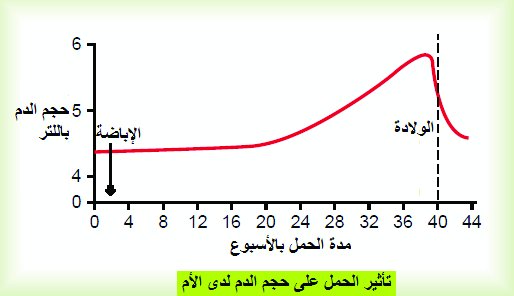 6
5
4
0
حجم الدم
باللتر
الإباضة
الولادة
0 4 8 12 16 20 24 28 32 36 40 44
مدة الحمل بالأسبوع
تأثير الحمل على حجم الدم لدى الأم